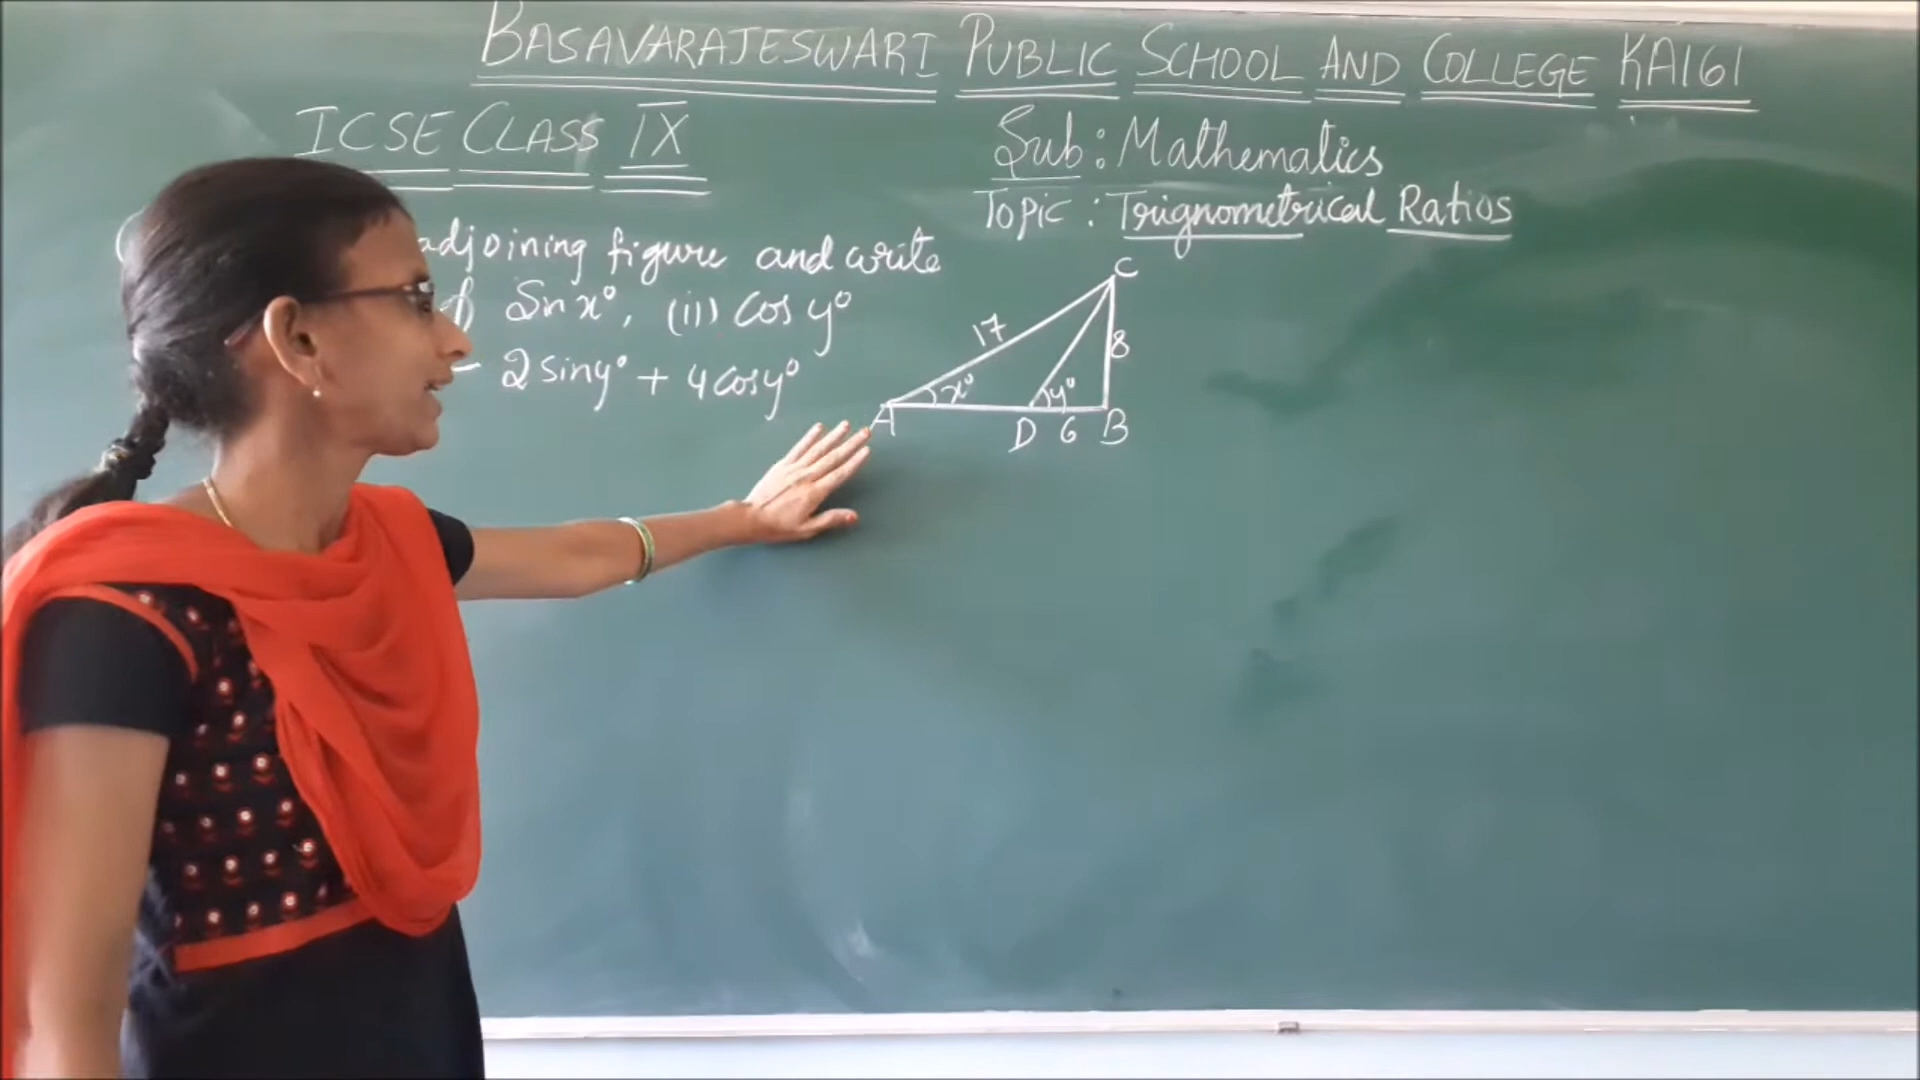 BASAVARAJESWARI PUBLIC SCHOOL AND COLLEGE KA161
ICSE CLASS IX
Sub: Mathematics
Topic: Trignometrical Ratios
adjoining figure and write
of Sin x°, (ii) Cos y°
- 2 sin y° + 4 cos y°
C
17
8
x°
y°
A
D 6 B